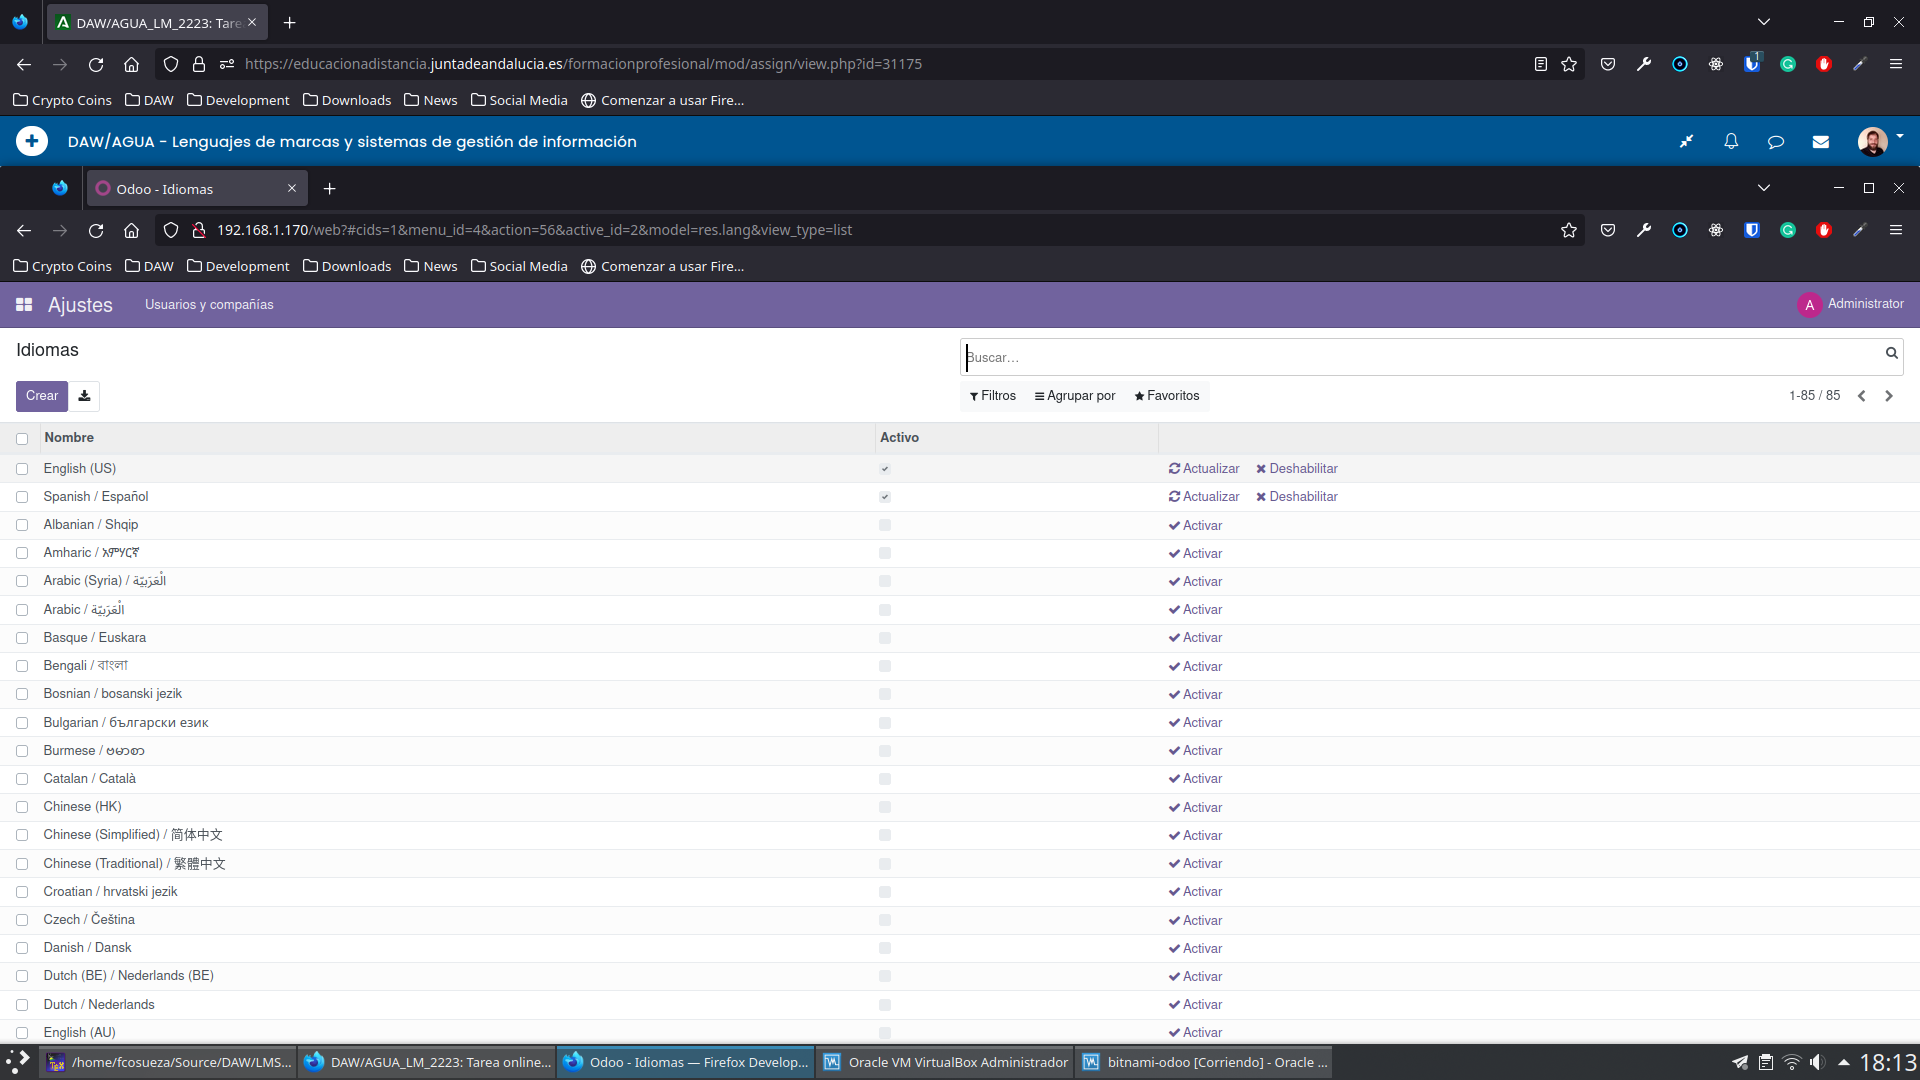 DAW/AGUA_LM_2223: Tare
https://educacionadistancia.juntadeandalucia.es/formacionprofesional/mod/assign/view.php?id=31175
1
Crypto Coins DAW Development Downloads News Social Media Comenzar a usar Fire...
DAW/AGUA - Lenguajes de marcas y sistemas de gestión de información
Odoo - Idiomas
192.168.1.170/web?#cids=1&menu_id=4&action=56&active_id=2&model=res.lang&view_type=list
Crypto Coins DAW Development Downloads News Social Media Comenzar a usar Fire...
Ajustes Usuarios y compañías A Administrator
Idiomas
Buscar...
Crear Filtros Agrupar por Favoritos 1-85 / 85
Nombre Activo
English (US) Actualizar Deshabilitar
Spanish / Español Actualizar Deshabilitar
Albanian / Shqip Activar
Amharic / አምሃርኛ Activar
Arabic (Syria) / الْعَرَبيّة Activar
Arabic / الْعَرَبيّة Activar
Basque / Euskara Activar
Bengali / বাংলা Activar
Bosnian / bosanski jezik Activar
Bulgarian / български език Activar
Burmese / ဗမာစာ Activar
Catalan / Català Activar
Chinese (HK) Activar
Chinese (Simplified) / 简体中文 Activar
Chinese (Traditional) / 繁體中文 Activar
Croatian / hrvatski jezik Activar
Czech / Čeština Activar
Danish / Dansk Activar
Dutch (BE) / Nederlands (BE) Activar
Dutch / Nederlands Activar
English (AU) Activar
/home/fcosueza/Source/DAW/LMS... DAW/AGUA_LM_2223: Tarea online... Odoo - Idiomas — Firefox Develop... Oracle VM VirtualBox Administrador bitnami-odoo [Corriendo] - Oracle ... 18:13